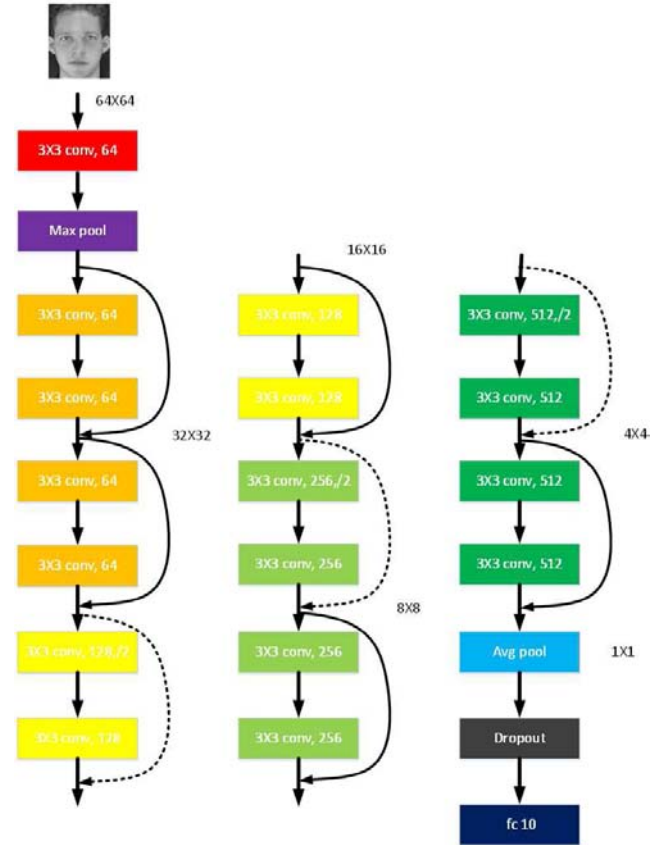 64X64
3X3 conv, 64
Max pool
3X3 conv, 64
3X3 conv, 64
32X32
3X3 conv, 64
3X3 conv, 64
3X3 conv, 128,/2
3X3 conv, 128
16X16
3X3 conv, 128
3X3 conv, 128
3X3 conv, 256,/2
3X3 conv, 256
8X8
3X3 conv, 256
3X3 conv, 256
3X3 conv, 512,/2
3X3 conv, 512
4X4
3X3 conv, 512
3X3 conv, 512
Avg pool
1X1
Dropout
fc 10